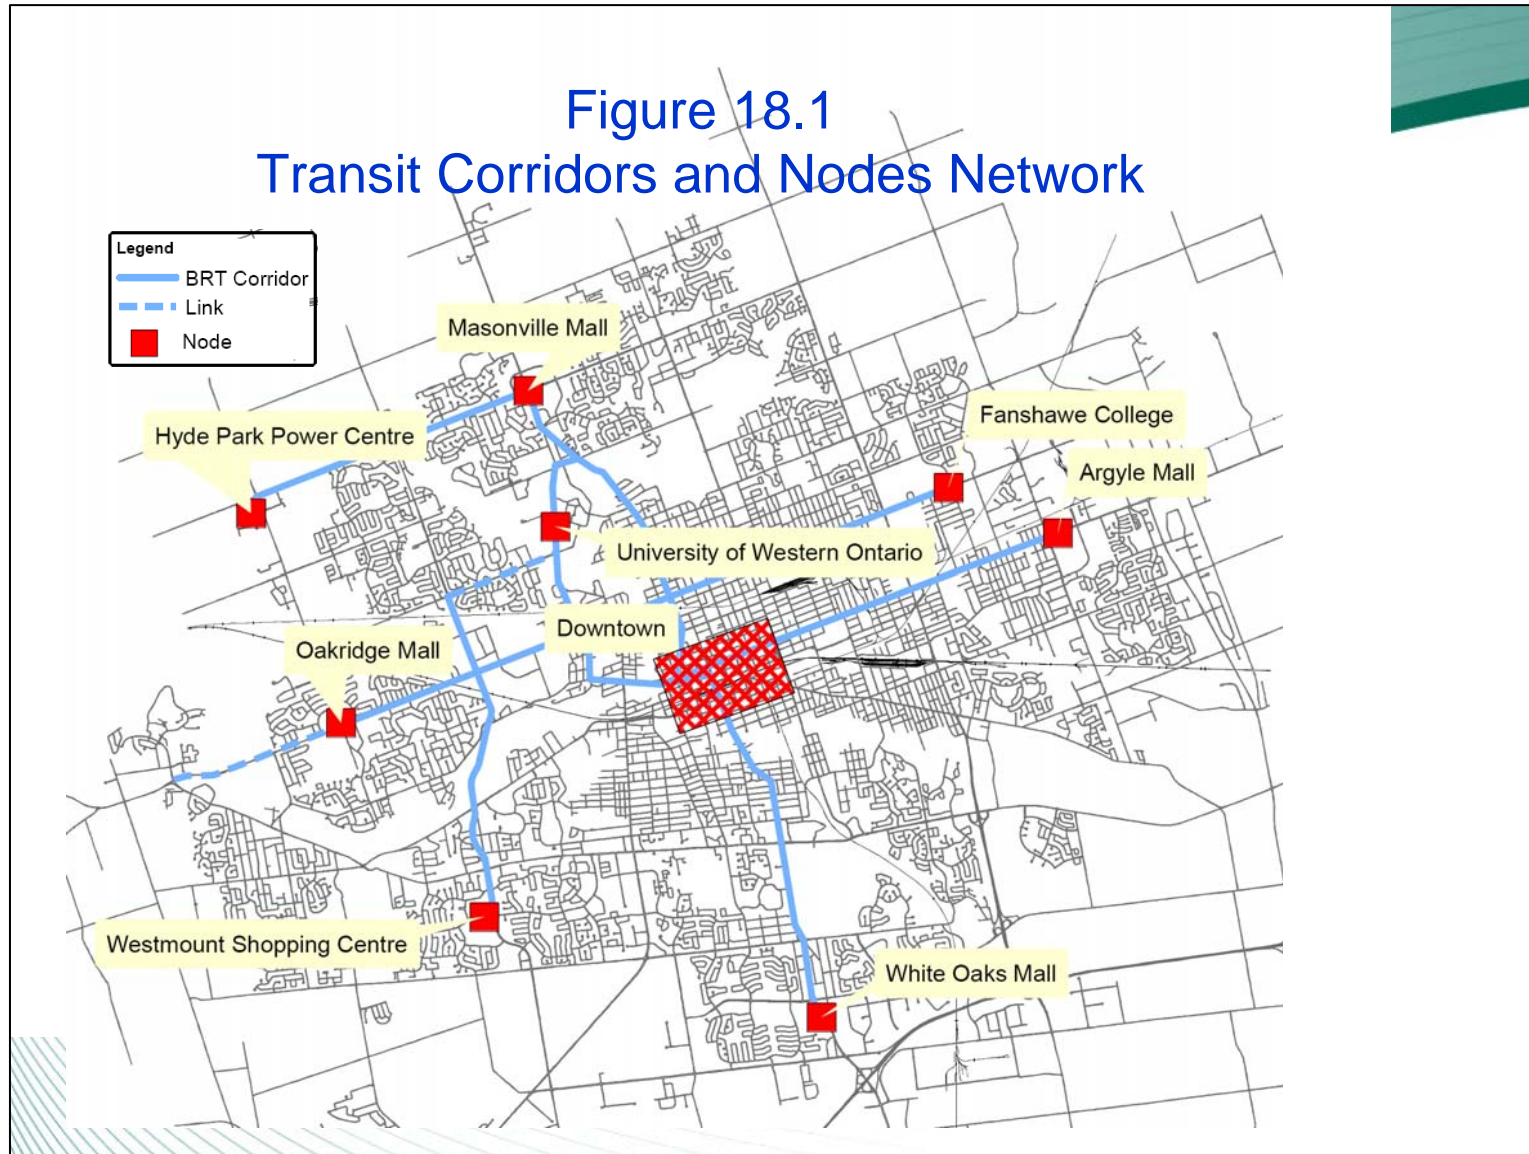 Figure 18.1
Transit Corridors and Nodes Network
Legend
BRT Corridor
Link
Node
Masonville Mall
Hyde Park Power Centre
Fanshawe College
Argyle Mall
University of Western Ontario
Downtown
Oakridge Mall
Westmount Shopping Centre
White Oaks Mall